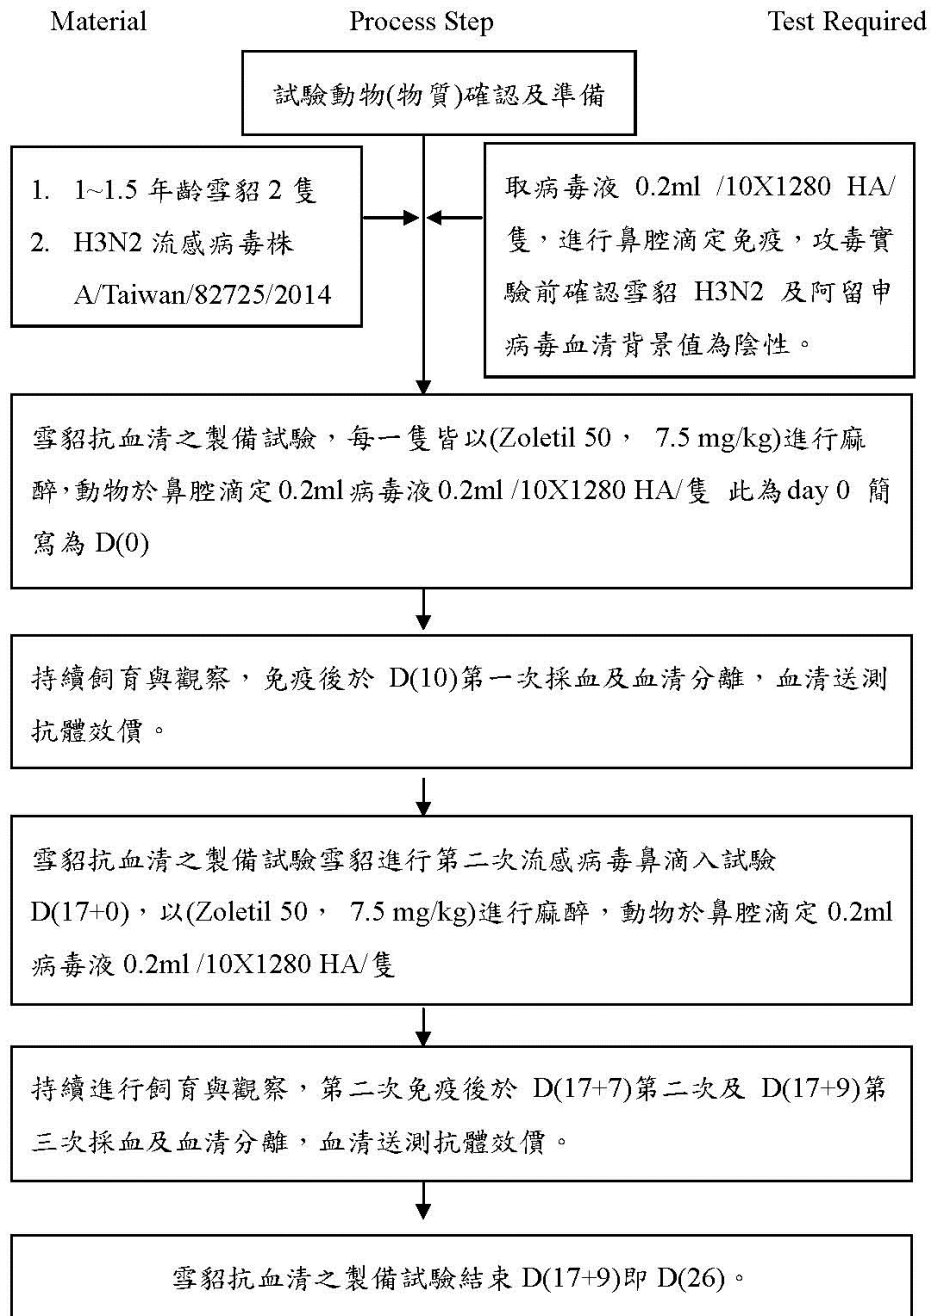 Material Process Step Test Required
試驗動物(物質)確認及準備
1. 1~1.5 年齡雪貂 2 隻
2. H3N2 流感病毒株
A/Taiwan/82725/2014
取病毒液 0.2ml /10X1280 HA/
隻，進行鼻腔滴定免疫，攻毒實
驗前確認雪貂 H3N2 及阿留申
病毒血清背景值為陰性。
雪貂抗血清之製備試驗，每一隻皆以(Zoletil 50， 7.5 mg/kg)進行麻
醉，動物於鼻腔滴定 0.2ml 病毒液 0.2ml /10X1280 HA/隻 此為 day 0 簡
寫為 D(0)
持續飼育與觀察，免疫後於 D(10)第一次採血及血清分離，血清送測
抗體效價。
雪貂抗血清之製備試驗雪貂進行第二次流感病毒鼻滴入試驗
D(17+0)，以(Zoletil 50， 7.5 mg/kg)進行麻醉，動物於鼻腔滴定 0.2ml
病毒液 0.2ml /10X1280 HA/隻
持續進行飼育與觀察，第二次免疫後於 D(17+7)第二次及 D(17+9)第
三次採血及血清分離，血清送測抗體效價。
雪貂抗血清之製備試驗結束 D(17+9)即 D(26)。